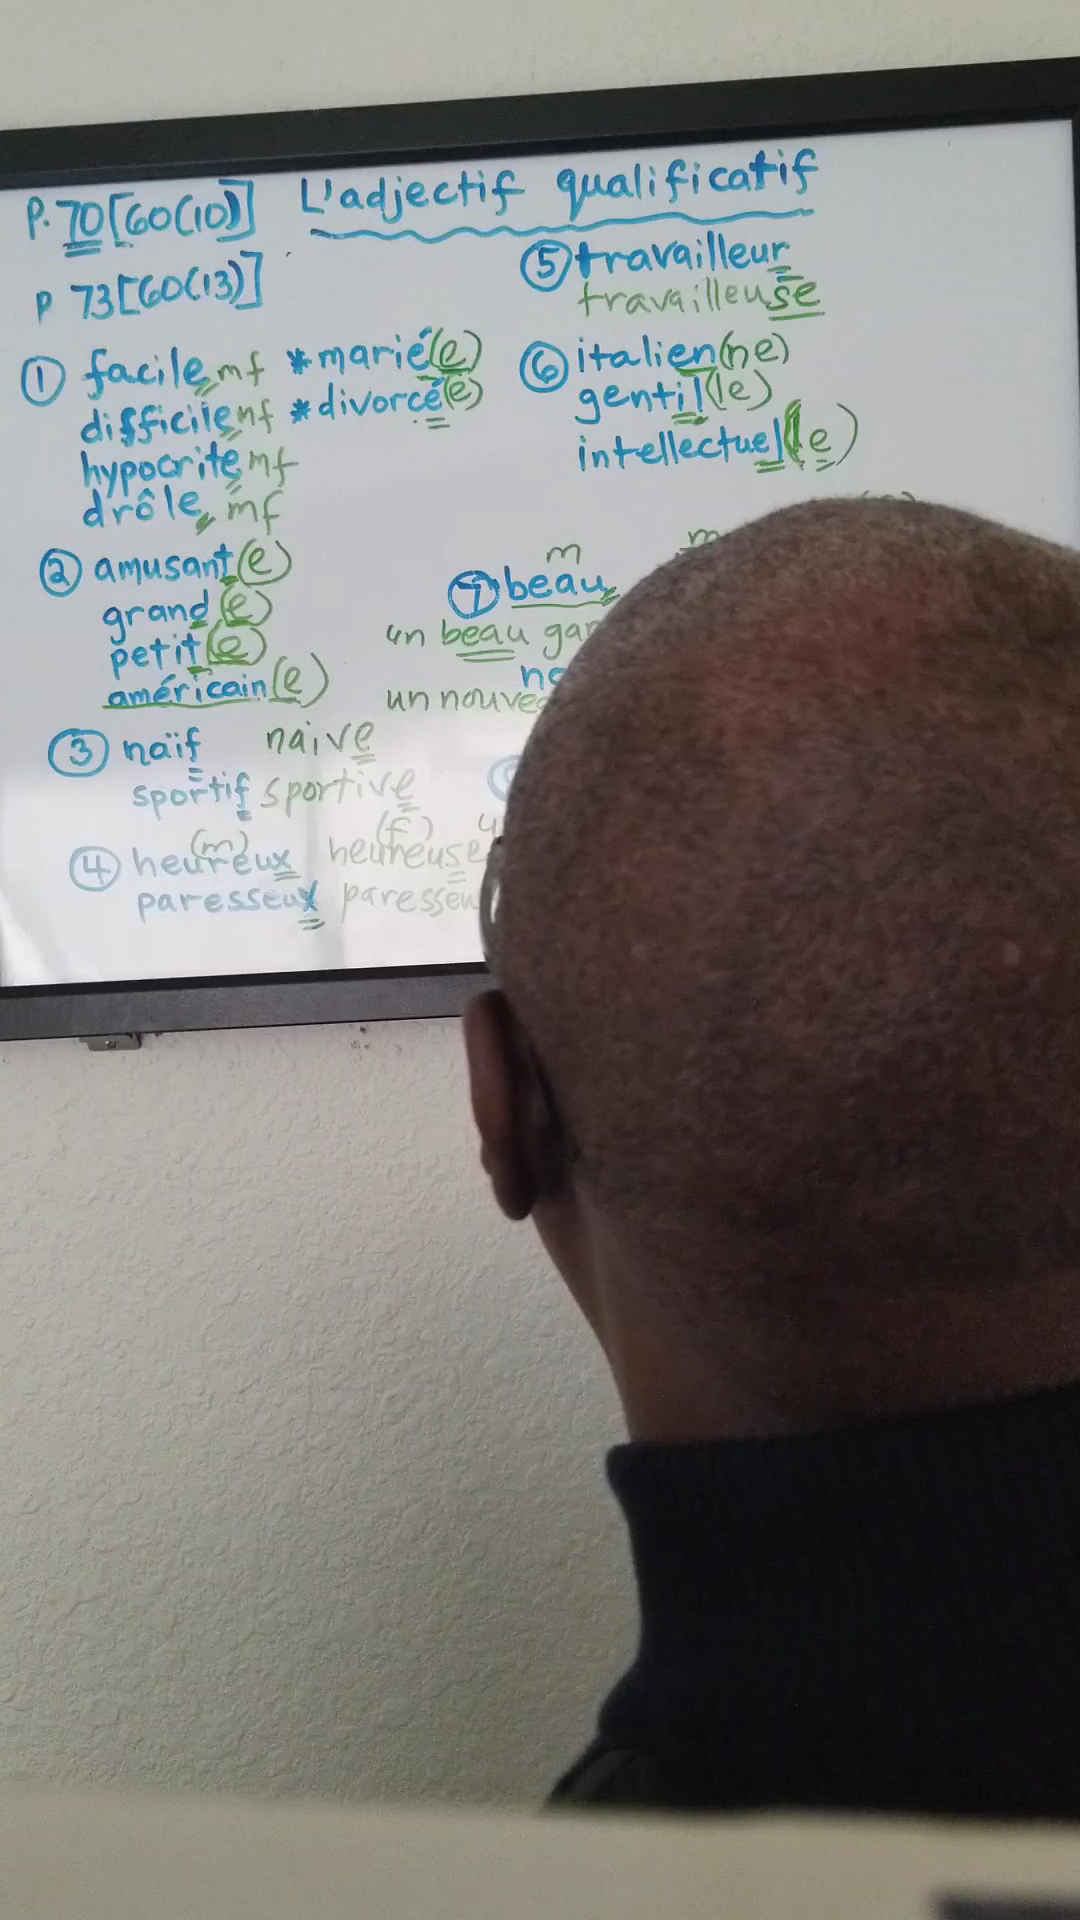 P. 70 [60(10)] L'adjectif qualificatif
P 73 [60(13)]
① facile mf *marié(e)
difficile mf *divorcé(e)
hypocrite mf
drôle mf
② amusant(e)
grand(e)
petit(e)
américain(e)
③ naïf naive
sportif sportive
④ heureux (m) heureuse (f)
paresseux
⑤ travailleur
travailleuse
⑥ italien(ne)
gentil(le)
intellectuel(le)
m
⑦ beau
un beau
un